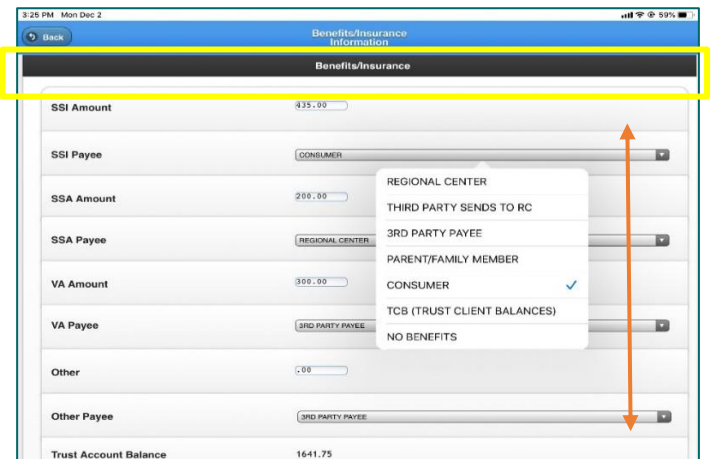 3:25 PM Mon Dec 2 59%
Back
Benefits/Insurance
Information
Benefits/Insurance
SSI Amount 435.00
SSI Payee CONSUMER
REGIONAL CENTER
THIRD PARTY SENDS TO RC
3RD PARTY PAYEE
PARENT/FAMILY MEMBER
CONSUMER
TCB (TRUST CLIENT BALANCES)
NO BENEFITS
SSA Amount 200.00
SSA Payee REGIONAL CENTER
VA Amount 300.00
VA Payee 3RD PARTY PAYEE
Other .00
Other Payee 3RD PARTY PAYEE
Trust Account Balance 1641.75